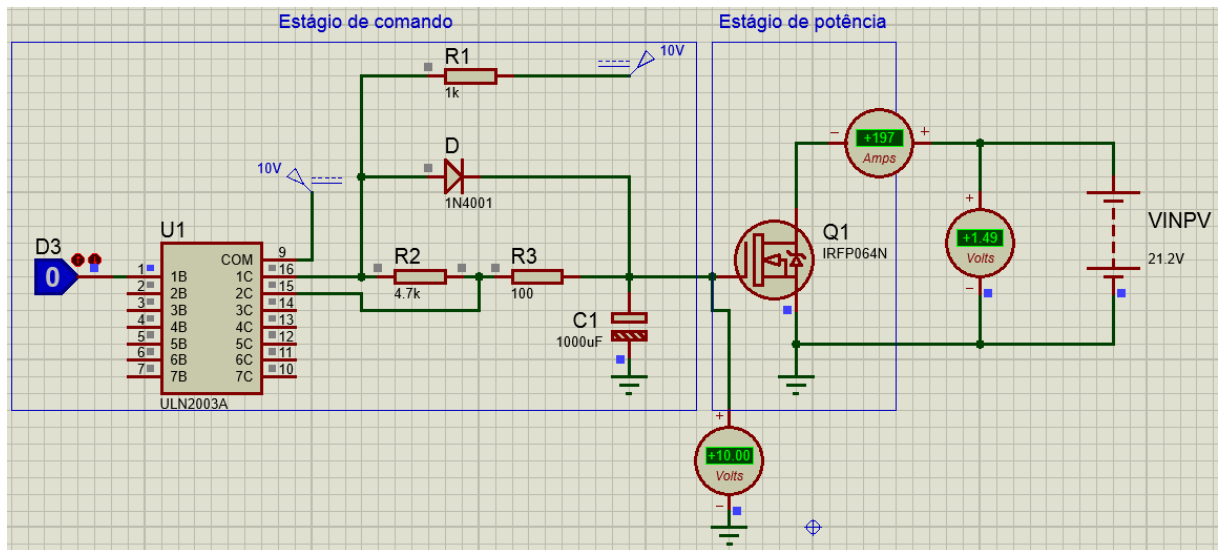 Estágio de comando
Estágio de potência
R1
1k
10V
D
1N4001
10V
U1
D3
0
1 1B
2 2B
3 3B
4 4B
5 5B
6 6B
7 7B
COM 9
1C 16
2C 15
3C 14
4C 13
5C 12
6C 11
7C 10
ULN2003A
R2
4.7k
R3
100
C1
1000uF
Q1
IRFP064N
- +
+197
Amps
+
+1.49
Volts
-
VINPV
21.2V
+
+10.00
Volts
-